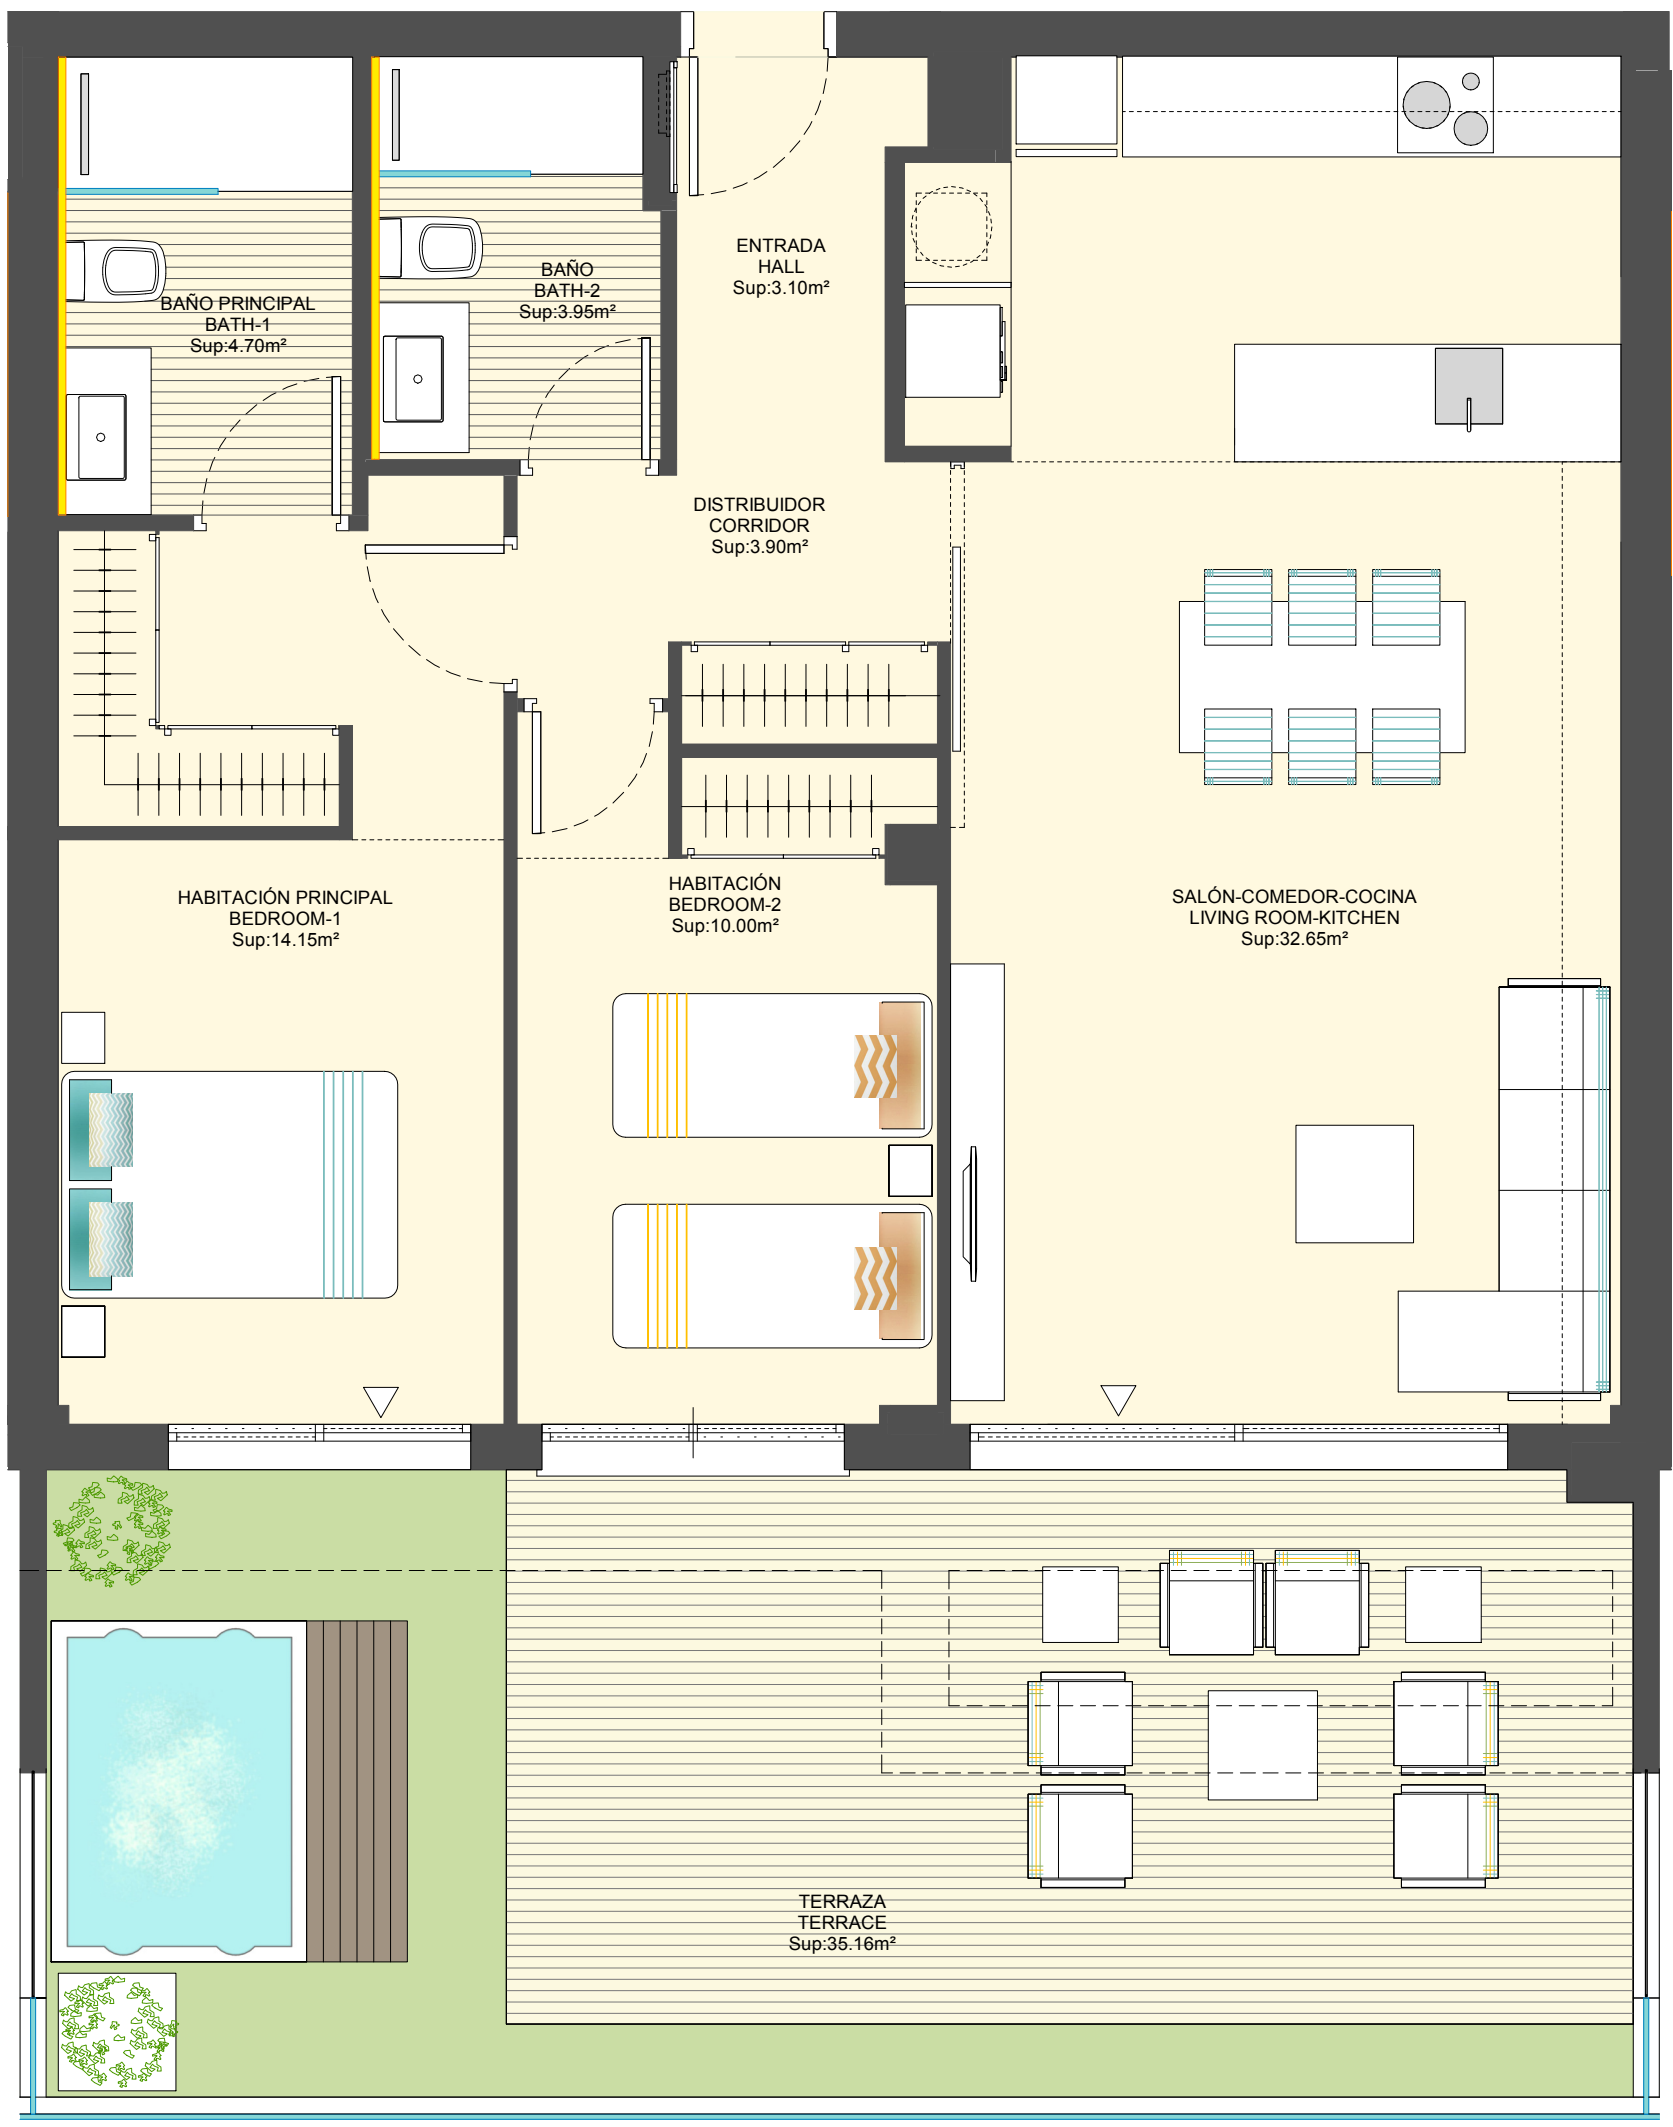 ENTRADA
HALL
Sup:3.10m²
BAÑO
BATH-2
Sup:3.95m²
BAÑO PRINCIPAL
BATH-1
Sup:4.70m²
DISTRIBUIDOR
CORRIDOR
Sup:3.90m²
HABITACIÓN PRINCIPAL
BEDROOM-1
Sup:14.15m²
HABITACIÓN
BEDROOM-2
Sup:10.00m²
SALÓN-COMEDOR-COCINA
LIVING ROOM-KITCHEN
Sup:32.65m²
TERRAZA
TERRACE
Sup:35.16m²